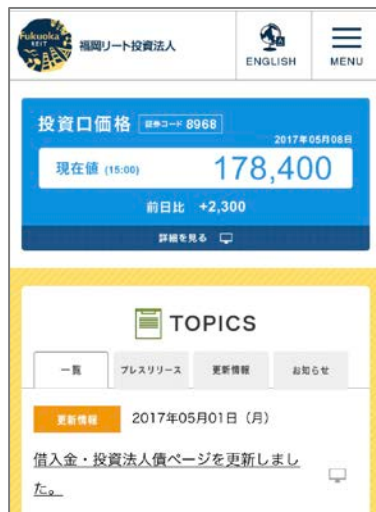 Fukuoka
REIT
福岡リート投資法人
ENGLISH
MENU
投資口価格 証券コード 8968
2017年05月08日
現在値 (15:00) 178,400
前日比 +2,300
詳細を見る
TOPICS
一覧 プレスリリース 更新情報 お知らせ
更新情報 2017年05月01日（月）
借入金・投資法人債ページを更新しまし
た。